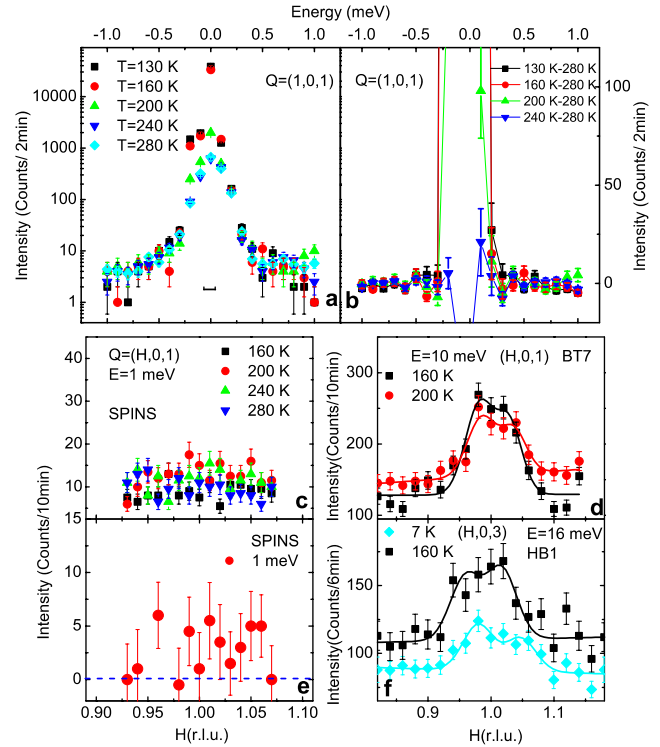 Energy (meV)
-1.0 -0.5 0.0 0.5 1.0 -1.0 -0.5 0.0 0.5 1.0
Intensity (Counts/ 2min)
10000
1000
100
10
1
T=130 K
T=160 K
T=200 K
T=240 K
T=280 K
Q=(1,0,1)
a
Q=(1,0,1)
130 K-280 K
160 K-280 K
200 K-280 K
240 K-280 K
100
50
0
Intensity (Counts/ 2min)
b
Intensity (Counts/10min)
40
35
30
25
20
15
10
5
Q=(H,0,1)
E=1 meV
SPINS
160 K
200 K
240 K
280 K
c
10
5
0
SPINS
1 meV
e
0.90 0.95 1.00 1.05 1.10
H(r.l.u.)
Intensity(Counts/10min)
300
200
100
E=10 meV (H,0,1) BT7
160 K
200 K
d
Intensity(Counts/6min)
150
100
50
7 K (H,0,3) E=16 meV
160 K HB1
f
0.9 1.0 1.1
H(r.l.u.)